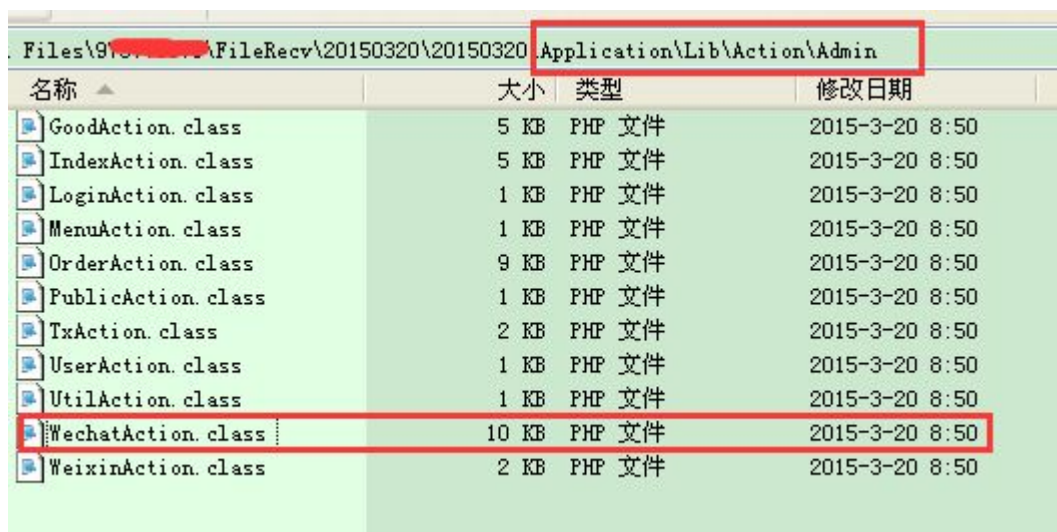 Files\9 \FileRecv\20150320\20150320\Application\Lib\Action\Admin
名称 大小 类型 修改日期
GoodAction.class 5 KB PHP 文件 2015-3-20 8:50
IndexAction.class 5 KB PHP 文件 2015-3-20 8:50
LoginAction.class 1 KB PHP 文件 2015-3-20 8:50
MenuAction.class 1 KB PHP 文件 2015-3-20 8:50
OrderAction.class 9 KB PHP 文件 2015-3-20 8:50
PublicAction.class 1 KB PHP 文件 2015-3-20 8:50
TxAction.class 2 KB PHP 文件 2015-3-20 8:50
UserAction.class 1 KB PHP 文件 2015-3-20 8:50
UtilAction.class 1 KB PHP 文件 2015-3-20 8:50
WechatAction.class 10 KB PHP 文件 2015-3-20 8:50
WeixinAction.class 2 KB PHP 文件 2015-3-20 8:50